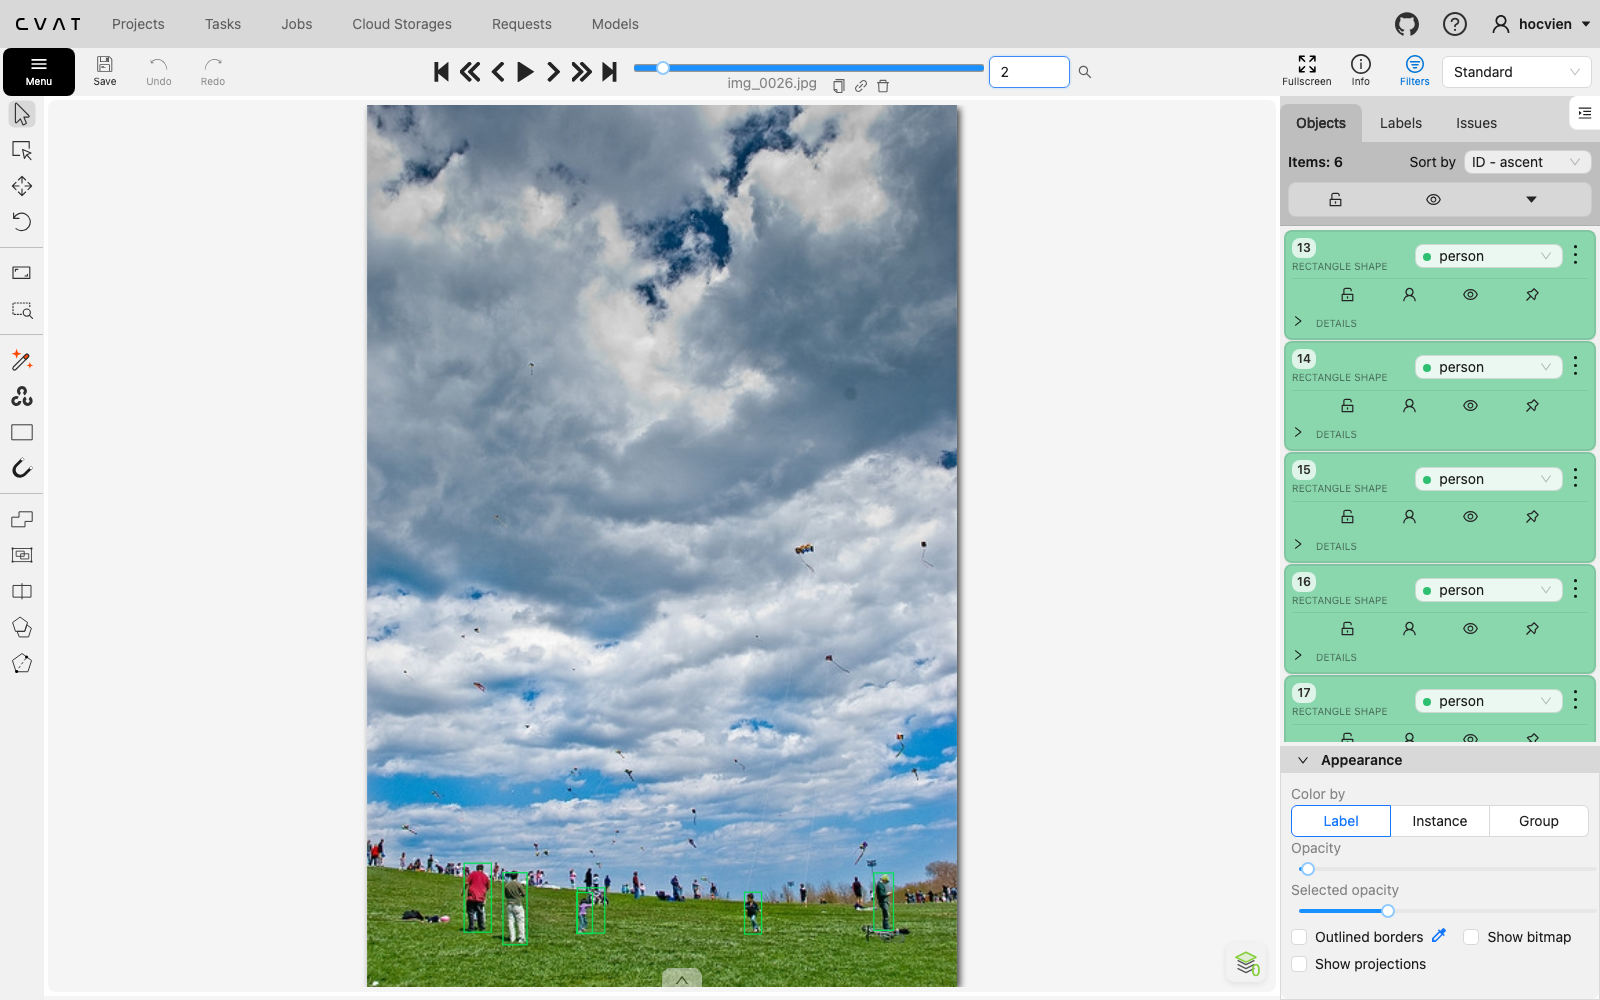 CVAT Projects Tasks Jobs Cloud Storages Requests Models hocvien
Menu Save Undo Redo
img_0026.jpg
2
Fullscreen Info Filters Standard
Objects Labels Issues
Items: 6 Sort by ID - ascent
13 person
RECTANGLE SHAPE
DETAILS
14 person
RECTANGLE SHAPE
DETAILS
15 person
RECTANGLE SHAPE
DETAILS
16 person
RECTANGLE SHAPE
DETAILS
17 person
RECTANGLE SHAPE
Appearance
Color by
Label Instance Group
Opacity
Selected opacity
Outlined borders Show bitmap
Show projections
0